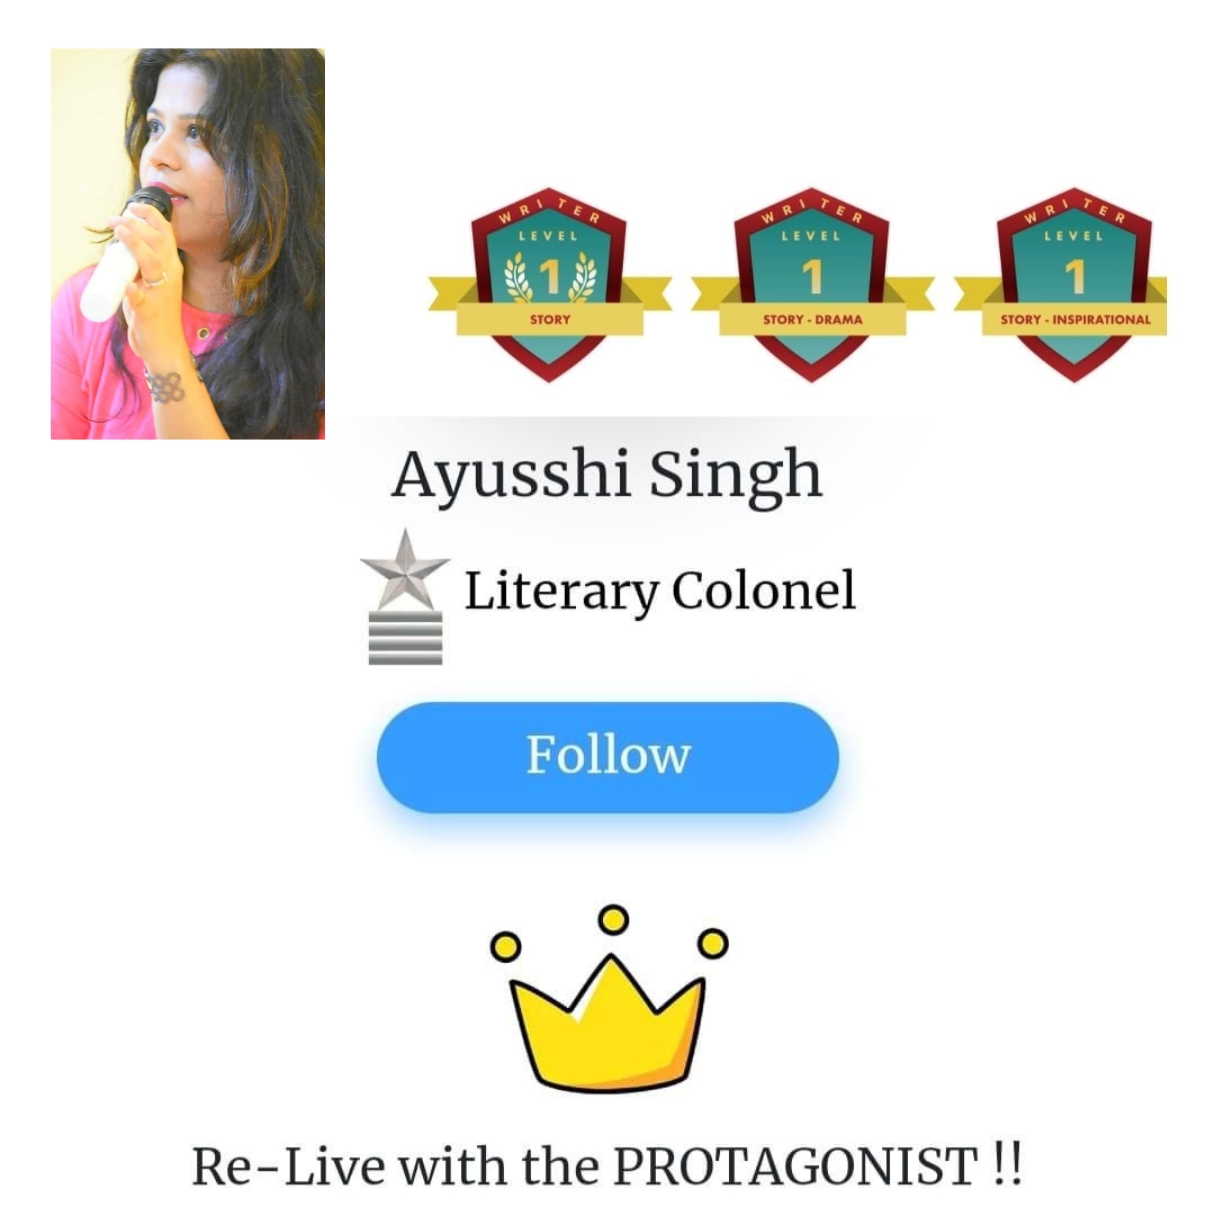 WRITER
LEVEL
1
STORY
WRITER
LEVEL
1
STORY - DRAMA
WRITER
LEVEL
1
STORY - INSPIRATIONAL
Ayusshi Singh
Literary Colonel
Follow
Re-Live with the PROTAGONIST !!